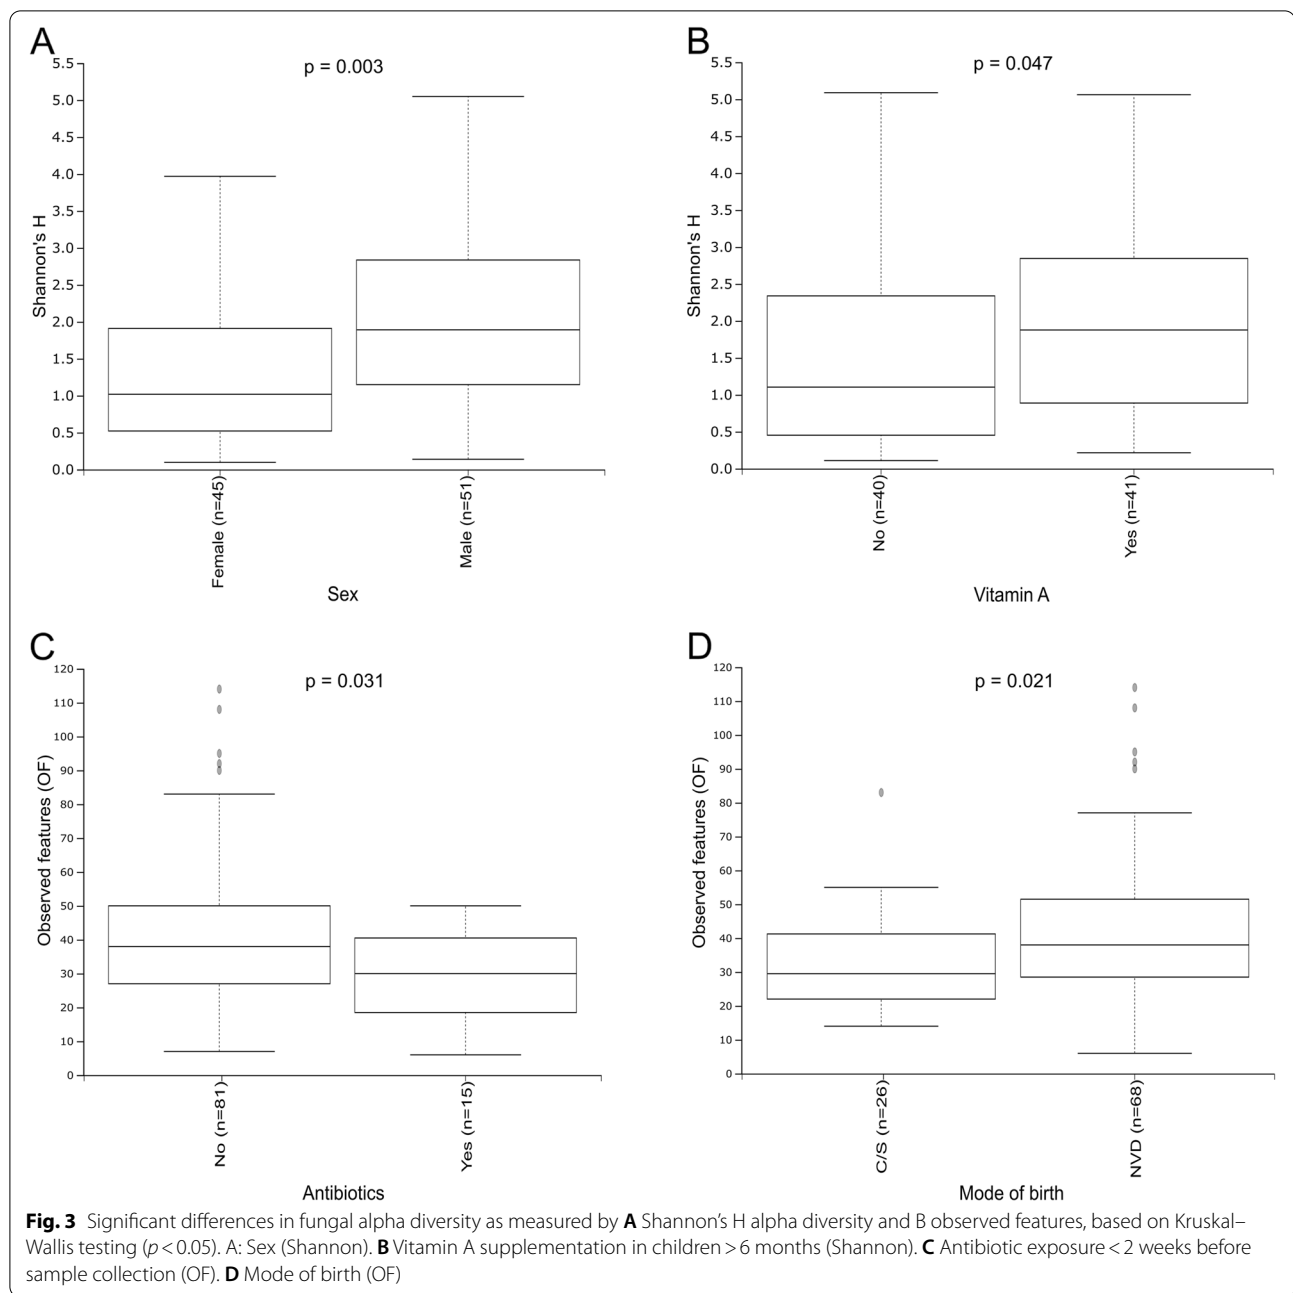 A
p = 0.003
5.5
5.0
4.5
4.0
3.5
3.0
2.5
2.0
1.5
1.0
0.5
0.0
Shannon's H
Female (n=45)
Male (n=51)
Sex
B
p = 0.047
5.5
5.0
4.5
4.0
3.5
3.0
2.5
2.0
1.5
1.0
0.5
0.0
Shannon's H
No (n=40)
Yes (n=41)
Vitamin A
C
p = 0.031
120
110
100
90
80
70
60
50
40
30
20
10
0
Observed features (OF)
No (n=81)
Yes (n=15)
Antibiotics
D
p = 0.021
120
110
100
90
80
70
60
50
40
30
20
10
0
Observed features (OF)
C/S (n=26)
NVD (n=68)
Mode of birth
Fig. 3 Significant differences in fungal alpha diversity as measured by A Shannon's H alpha diversity and B observed features, based on Kruskal–
Wallis testing (p < 0.05). A: Sex (Shannon). B Vitamin A supplementation in children > 6 months (Shannon). C Antibiotic exposure < 2 weeks before
sample collection (OF). D Mode of birth (OF)